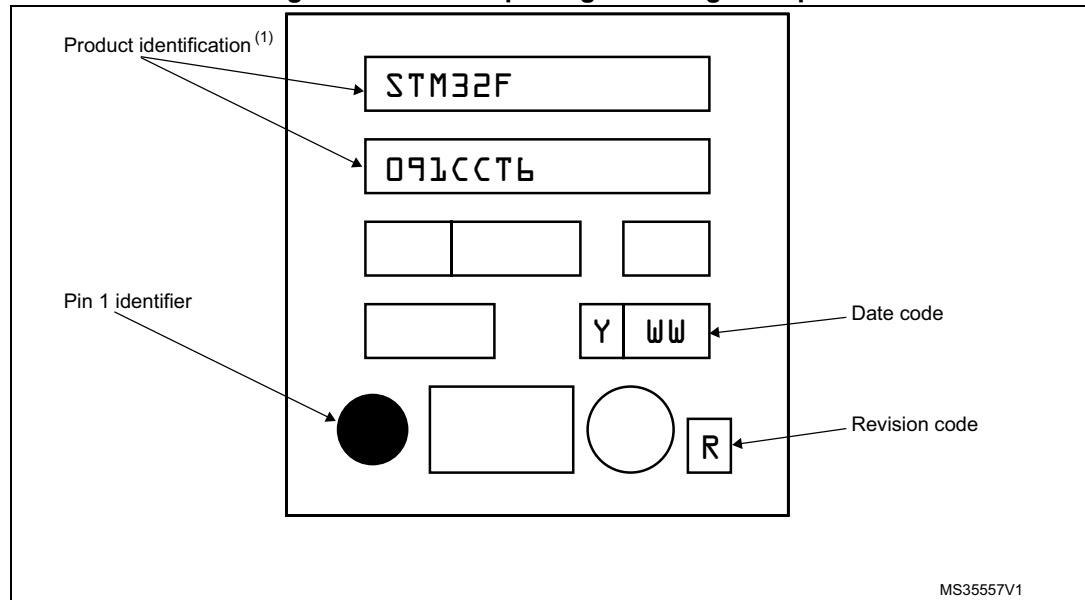 Product identification (1)
STM32F
091CCT6
Pin 1 identifier
Y WW
Date code
Revision code
R
MS35557V1